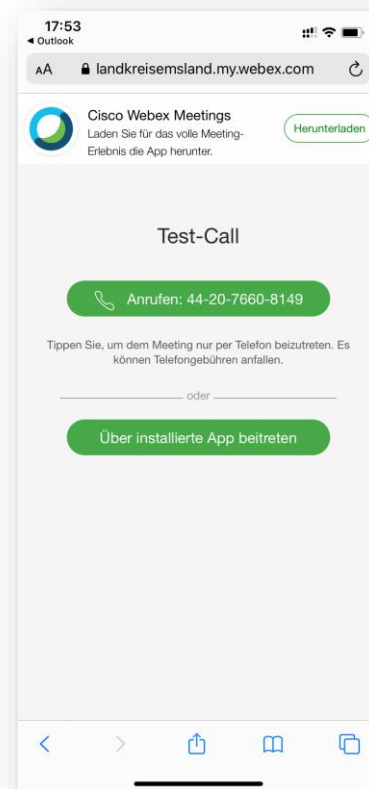 17:53
◀ Outlook
AA landkreisemsland.my.webex.com
Cisco Webex Meetings
Laden Sie für das volle Meeting-
Erlebnis die App herunter.
Herunterladen
Test-Call
Anrufen: 44-20-7660-8149
Tippen Sie, um dem Meeting nur per Telefon beizutreten. Es
können Telefongebühren anfallen.
oder
Über installierte App beitreten